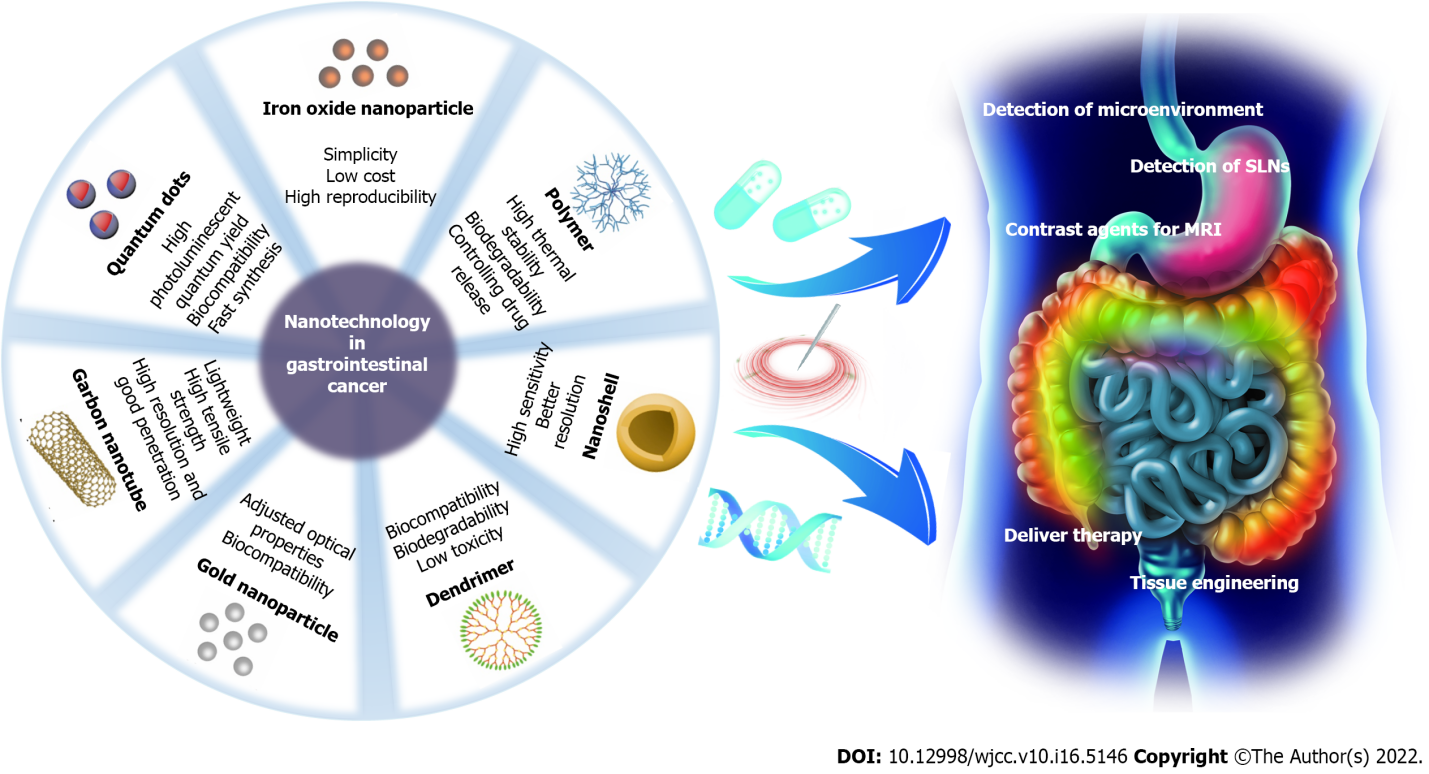 Iron oxide nanoparticle
Simplicity
Low cost
High reproducibility
Polymer
High thermal
stability
Biodegradability
Controlling drug
release
Nanoshell
High sensitivity
Better
resolution
Dendrimer
Biocompatibility
Biodegradability
Low toxicity
Gold nanoparticle
Adjusted optical
properties
Biocompatibility
Garbon nanotube
Lightweight
High tensile
strength
High resolution and
good penetration
Quantum dots
High
photoluminescent
quantum yield
Biocompatibility
Fast synthesis
Nanotechnology
in
gastrointestinal
cancer
Detection of microenvironment
Detection of SLNs
Contrast agents for MRI
Deliver therapy
Tissue engineering
DOI: 10.12998/wjcc.v10.i16.5146 Copyright ©The Author(s) 2022.